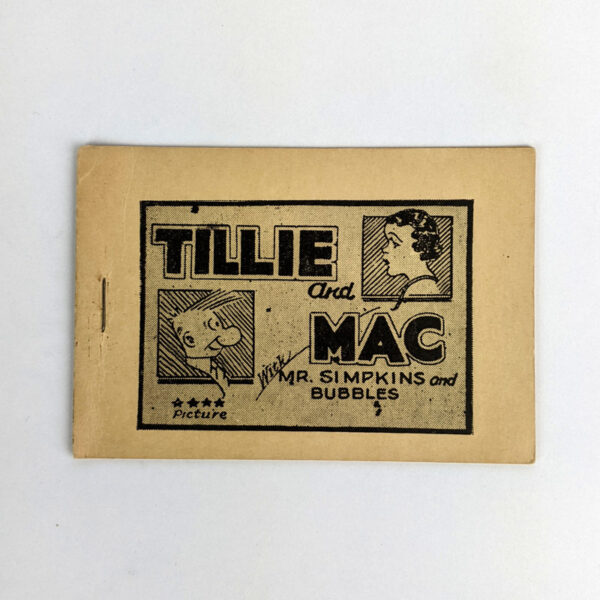 TILLIE
and
MAC
With
MR. SIMPKINS and
BUBBLES
★★★★
Picture